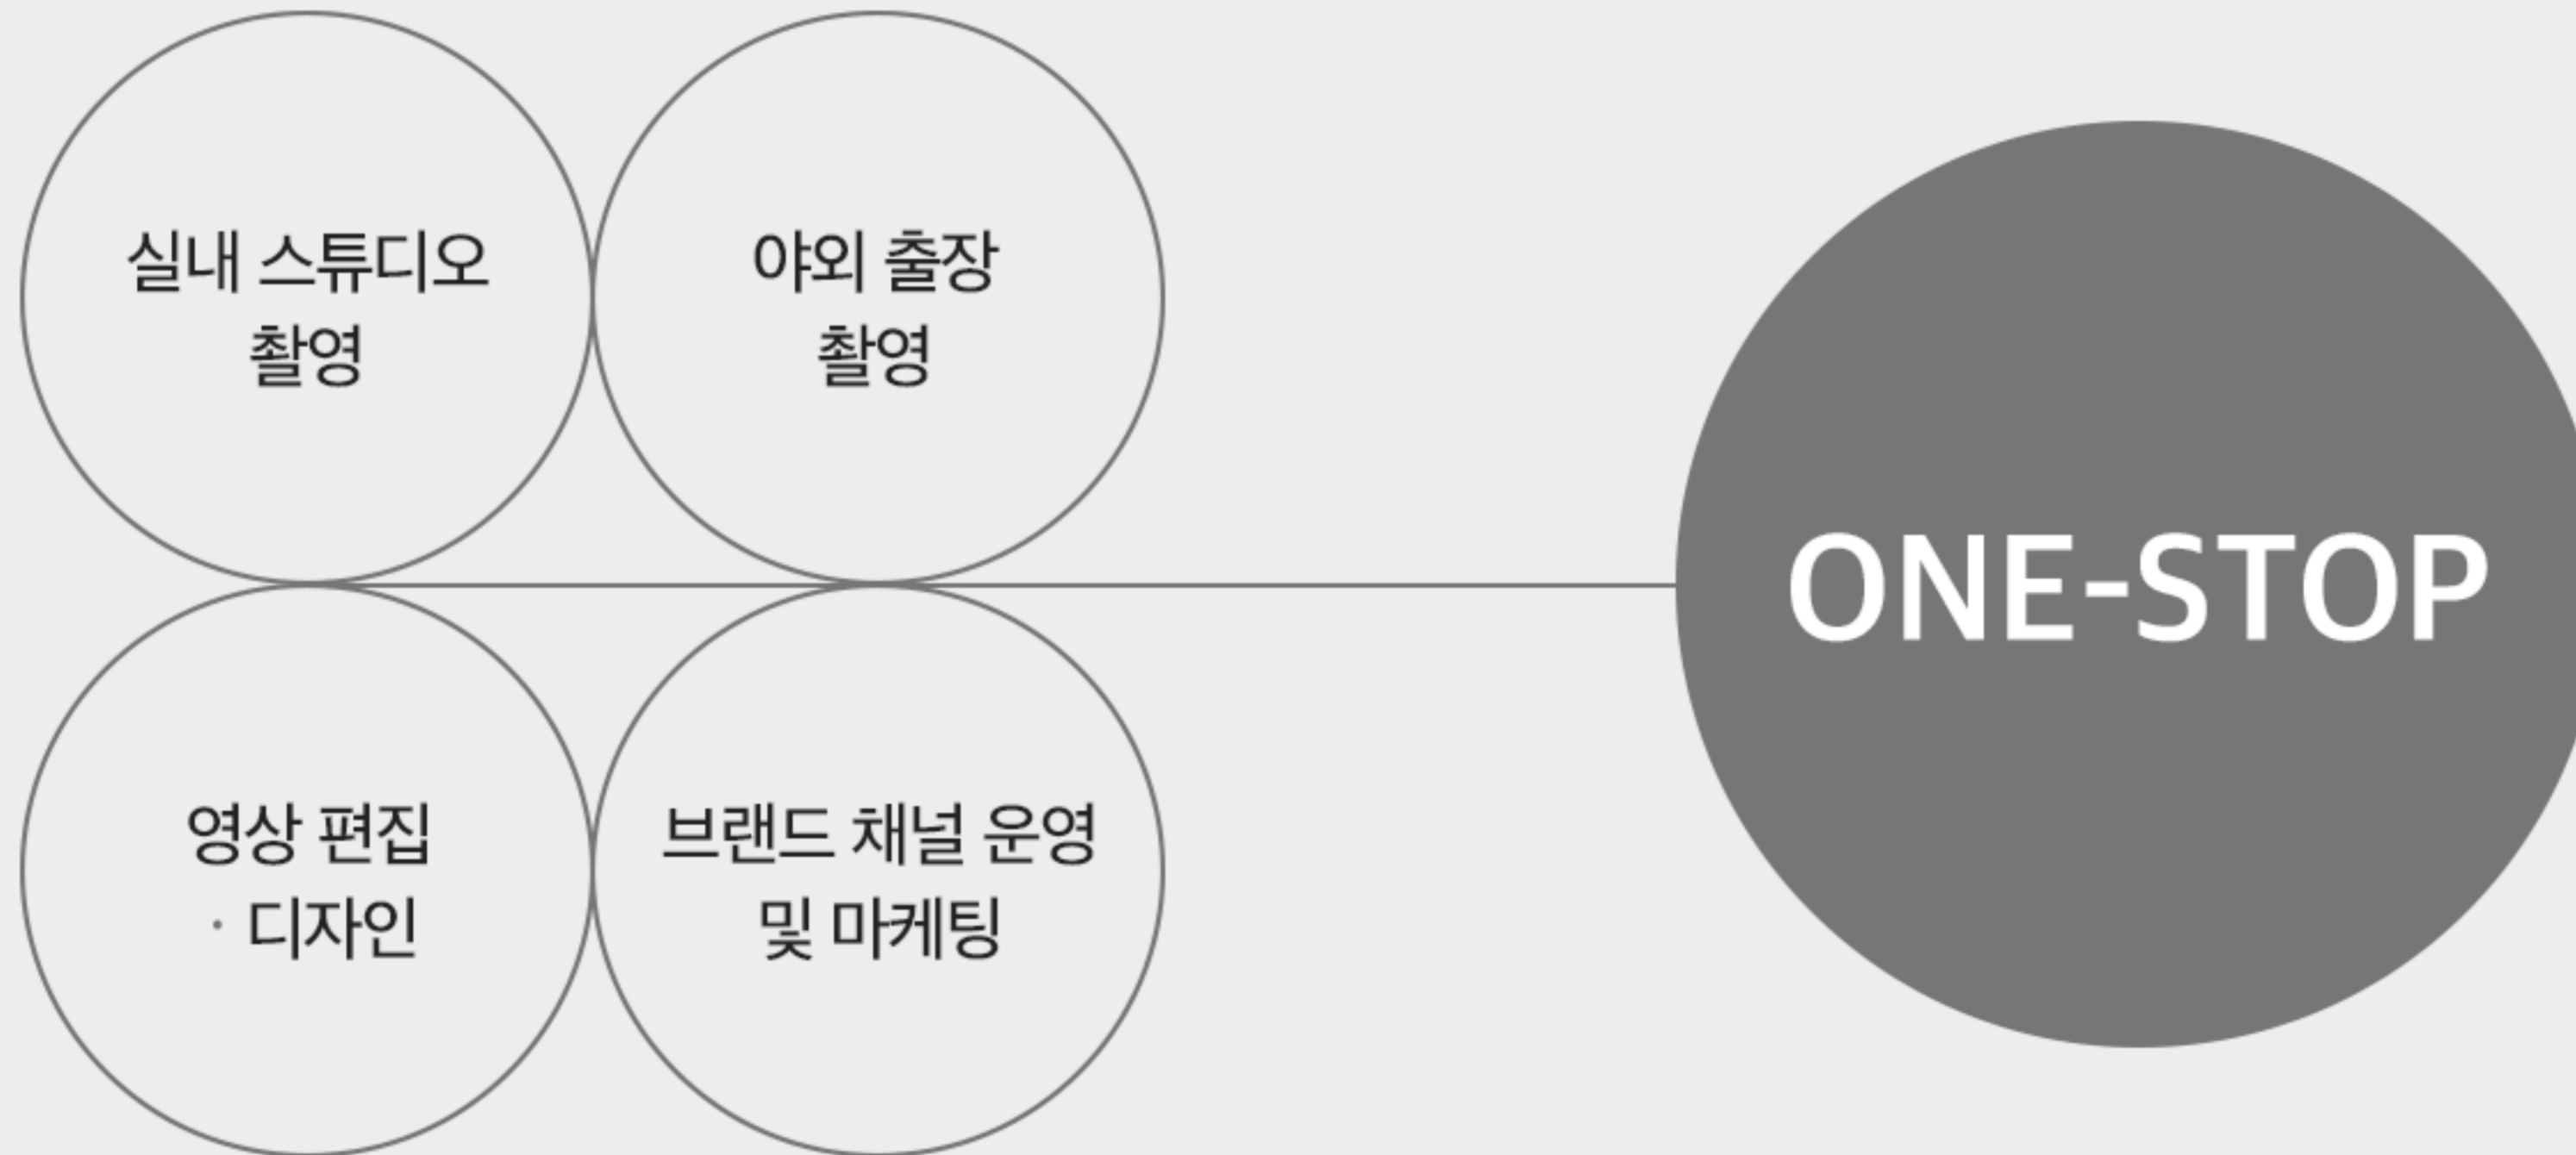 실내 스튜디오
촬영
야외 출장
촬영
영상 편집
· 디자인
브랜드 채널 운영
및 마케팅
ONE-STOP